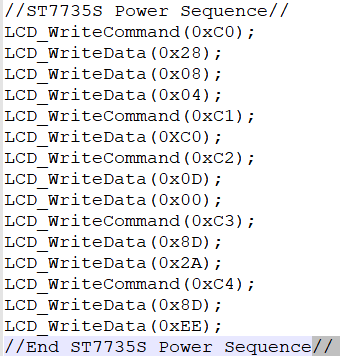 //ST7735S Power Sequence//
LCD_WriteCommand(0xC0);
LCD_WriteData(0x28);
LCD_WriteData(0x08);
LCD_WriteData(0x04);
LCD_WriteCommand(0xC1);
LCD_WriteData(0XC0);
LCD_WriteCommand(0xC2);
LCD_WriteData(0x0D);
LCD_WriteData(0x00);
LCD_WriteCommand(0xC3);
LCD_WriteData(0x8D);
LCD_WriteData(0x2A);
LCD_WriteCommand(0xC4);
LCD_WriteData(0x8D);
LCD_WriteData(0xEE);
//End ST7735S Power Sequence//